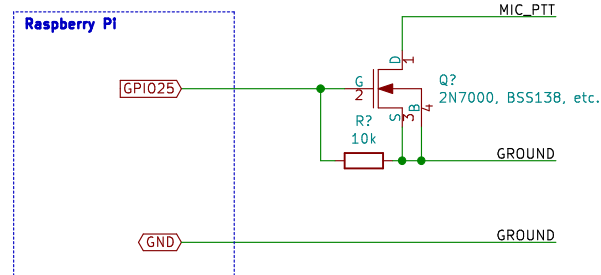 MIC_PTT
Raspberry Pi
D
1
GPIO25
G
2
Q?
2N7000, BSS138, etc.
B
4
S
3
R?
10k
GROUND
GND
GROUND